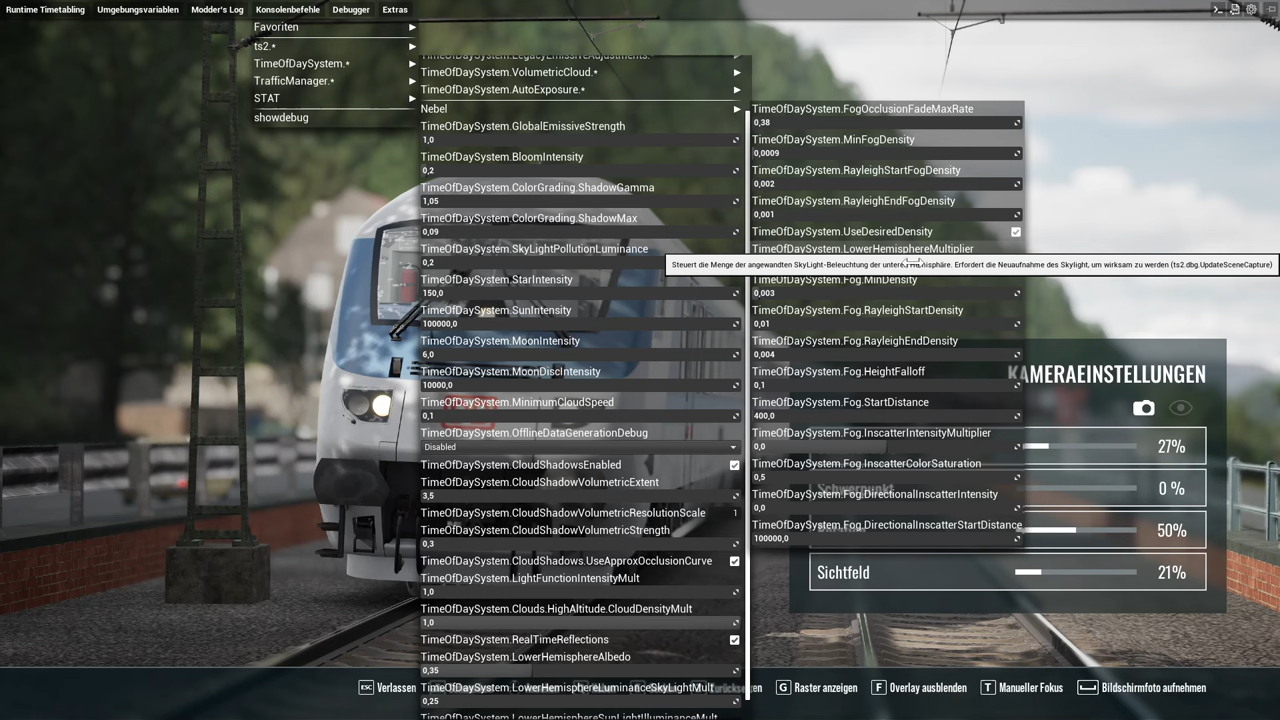 Runtime Timetabling Umgebungsvariablen Modder's Log Konsolenbefehle Debugger Extras
Favoriten
ts2.*
TimeOfDaySystem.*
TrafficManager.*
STAT
showdebug
TimeOfDaySystem.LegacyEmissiveAdjustments.*
TimeOfDaySystem.VolumetricCloud.*
TimeOfDaySystem.AutoExposure.*
Nebel
TimeOfDaySystem.GlobalEmissiveStrength
1,0
TimeOfDaySystem.BloomIntensity
0,2
TimeOfDaySystem.ColorGrading.ShadowGamma
1,05
TimeOfDaySystem.ColorGrading.ShadowMax
0,09
TimeOfDaySystem.SkyLightPollutionLuminance
0,2
TimeOfDaySystem.StarIntensity
150,0
TimeOfDaySystem.SunIntensity
100000,0
TimeOfDaySystem.MoonIntensity
6,0
TimeOfDaySystem.MoonDiscIntensity
10000,0
TimeOfDaySystem.MinimumCloudSpeed
0,1
TimeOfDaySystem.OfflineDataGenerationDebug
Disabled
TimeOfDaySystem.CloudShadowsEnabled
TimeOfDaySystem.CloudShadowVolumetricExtent
3,5
TimeOfDaySystem.CloudShadowVolumetricResolutionScale 1
TimeOfDaySystem.CloudShadowVolumetricStrength
0,3
TimeOfDaySystem.CloudShadows.UseApproxOcclusionCurve
TimeOfDaySystem.LightFunctionIntensityMult
1,0
TimeOfDaySystem.Clouds.HighAltitude.CloudDensityMult
1,0
TimeOfDaySystem.RealTimeReflections
TimeOfDaySystem.LowerHemisphereAlbedo
0,35
TimeOfDaySystem.LowerHemisphereLuminanceSkyLightMult
0,25
TimeOfDaySystem.LowerHemisphereSunLightIlluminanceMult
TimeOfDaySystem.FogOcclusionFadeMaxRate
0,38
TimeOfDaySystem.MinFogDensity
0,0009
TimeOfDaySystem.RayleighStartFogDensity
0,002
TimeOfDaySystem.RayleighEndFogDensity
0,001
TimeOfDaySystem.UseDesiredDensity
TimeOfDaySystem.LowerHemisphereMultiplier
Steuert die Menge der angewandten SkyLight-Beleuchtung der unteren Hemisphäre. Erfordert die Neuaufnahme des Skylight, um wirksam zu werden (ts2.dbg.UpdateSceneCapture)
TimeOfDaySystem.Fog.MinDensity
0,003
TimeOfDaySystem.Fog.RayleighStartDensity
0,01
TimeOfDaySystem.Fog.RayleighEndDensity
0,004
TimeOfDaySystem.Fog.HeightFalloff
0,1
TimeOfDaySystem.Fog.StartDistance
400,0
TimeOfDaySystem.Fog.InscatterIntensityMultiplier
0,0
TimeOfDaySystem.Fog.InscatterColorSaturation
0,5
TimeOfDaySystem.Fog.DirectionalInscatterIntensity
0,0
TimeOfDaySystem.Fog.DirectionalInscatterStartDistance
100000,0
KAMERAEINSTELLUNGEN
27%
Schwerpunkt 0 %
50%
Sichtfeld 21%
ESC Verlassen
G Raster anzeigen
F Overlay ausblenden
T Manueller Fokus
Bildschirmfoto aufnehmen